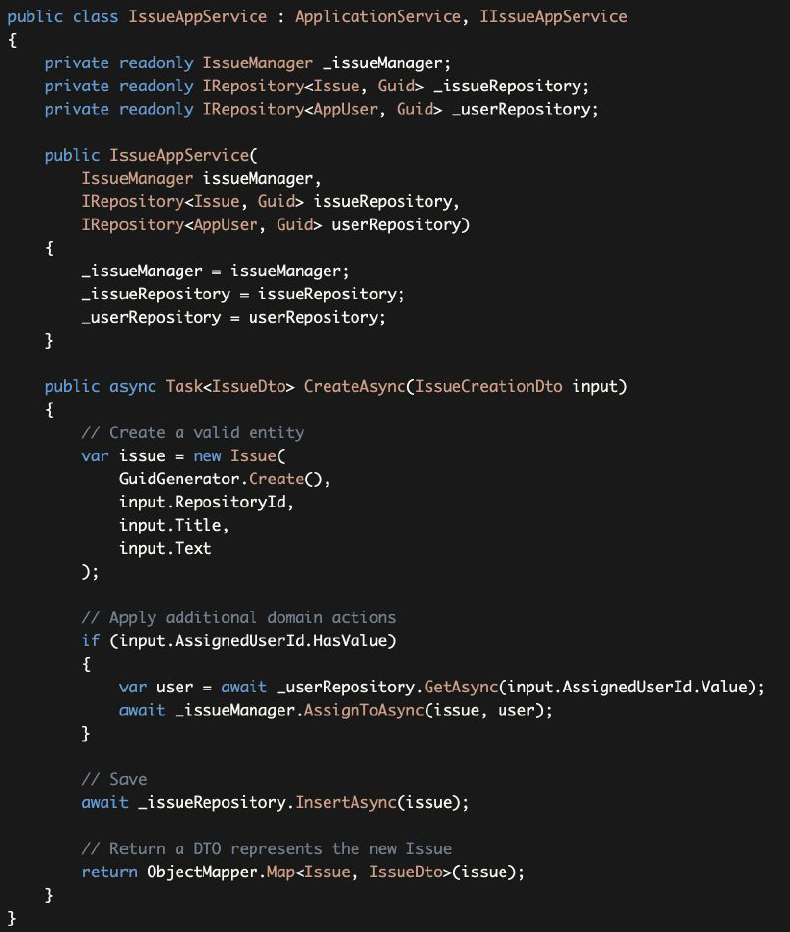 public class IssueAppService : ApplicationService, IIssueAppService
{
    private readonly IssueManager _issueManager;
    private readonly IRepository<Issue, Guid> _issueRepository;
    private readonly IRepository<AppUser, Guid> _userRepository;

    public IssueAppService(
        IssueManager issueManager,
        IRepository<Issue, Guid> issueRepository,
        IRepository<AppUser, Guid> userRepository)
    {
        _issueManager = issueManager;
        _issueRepository = issueRepository;
        _userRepository = userRepository;
    }

    public async Task<IssueDto> CreateAsync(IssueCreationDto input)
    {
        // Create a valid entity
        var issue = new Issue(
            GuidGenerator.Create(),
            input.RepositoryId,
            input.Title,
            input.Text
        );

        // Apply additional domain actions
        if (input.AssignedUserId.HasValue)
        {
            var user = await _userRepository.GetAsync(input.AssignedUserId.Value);
            await _issueManager.AssignToAsync(issue, user);
        }

        // Save
        await _issueRepository.InsertAsync(issue);

        // Return a DTO represents the new Issue
        return ObjectMapper.Map<Issue, IssueDto>(issue);
    }
}